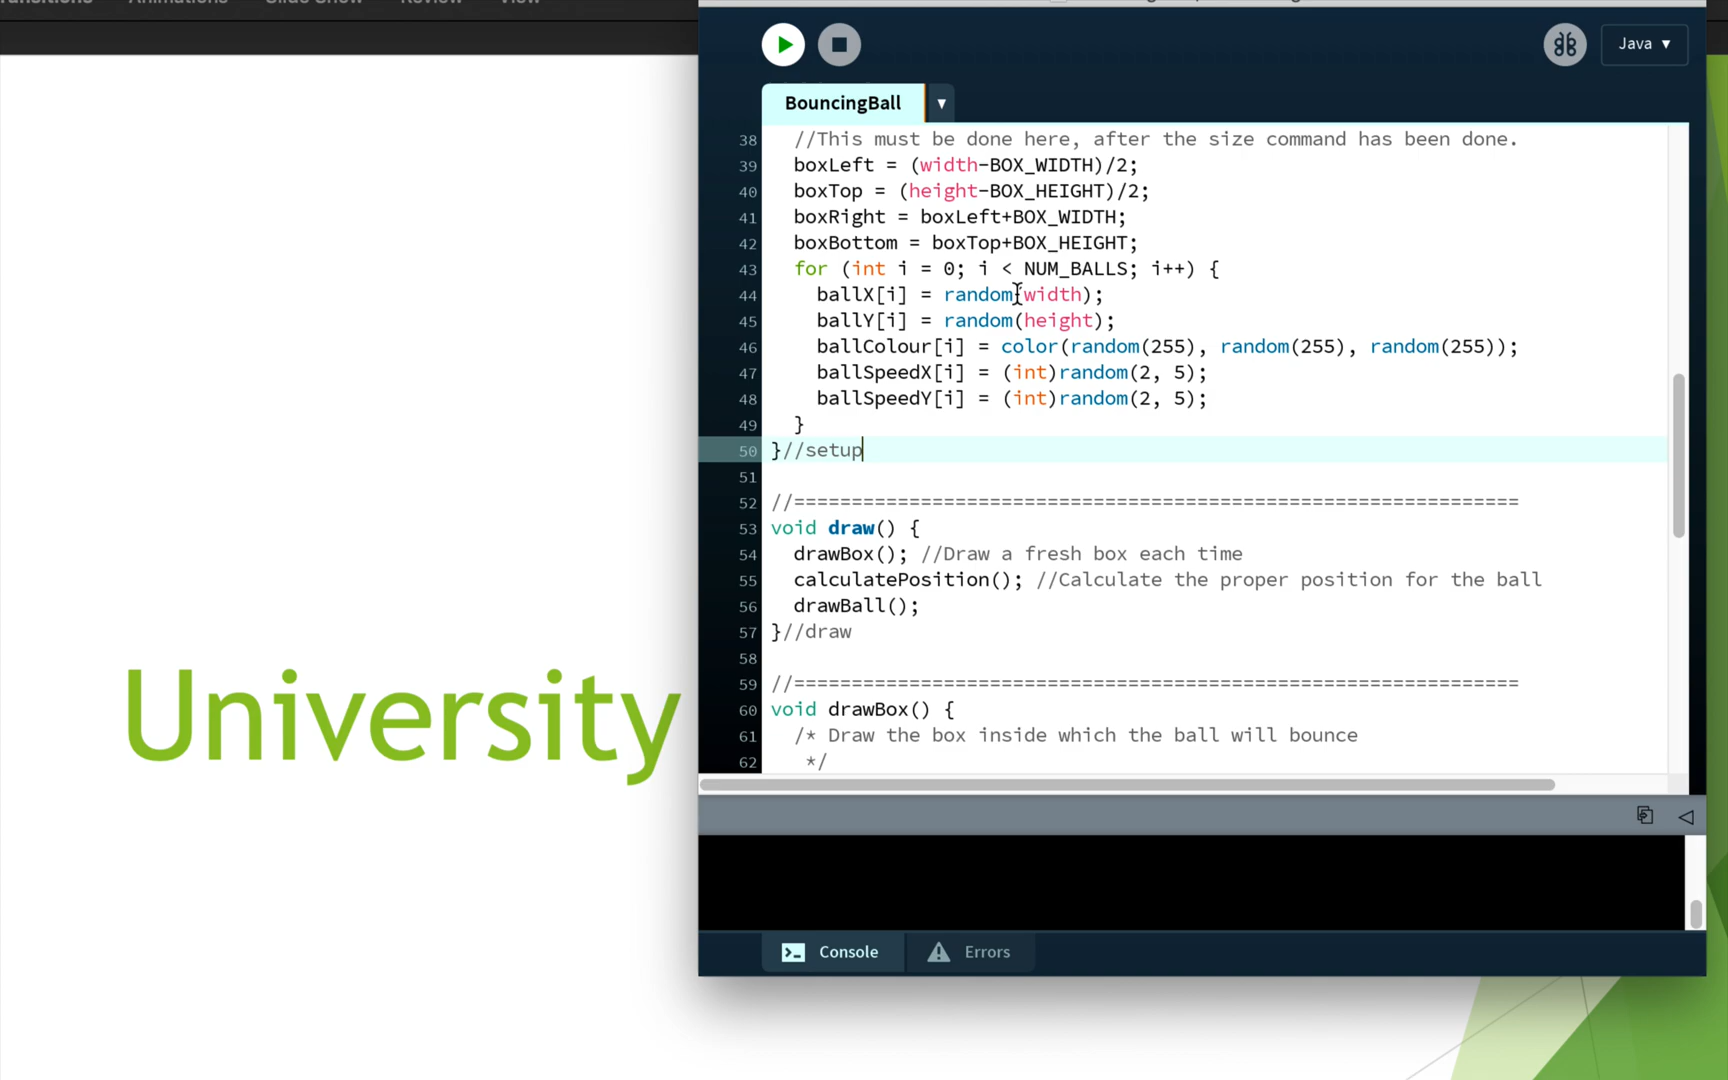 Animations
Slide Show
Review
View
Java ▼
BouncingBall
▼
38 //This must be done here, after the size command has been done.
39 boxLeft = (width-BOX_WIDTH)/2;
40 boxTop = (height-BOX_HEIGHT)/2;
41 boxRight = boxLeft+BOX_WIDTH;
42 boxBottom = boxTop+BOX_HEIGHT;
43 for (int i = 0; i < NUM_BALLS; i++) {
44 ballX[i] = random(width);
45 ballY[i] = random(height);
46 ballColour[i] = color(random(255), random(255), random(255));
47 ballSpeedX[i] = (int)random(2, 5);
48 ballSpeedY[i] = (int)random(2, 5);
49 }
50 }//setup
51
52 //===============================================================
53 void draw() {
54 drawBox(); //Draw a fresh box each time
55 calculatePosition(); //Calculate the proper position for the ball
56 drawBall();
57 }//draw
58
59 //===============================================================
60 void drawBox() {
61 /* Draw the box inside which the ball will bounce
62 */
University
Console
Errors